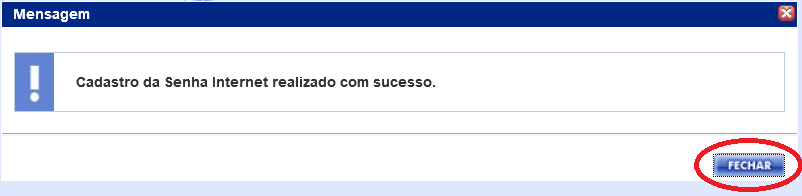 Mensagem
Cadastro da Senha Internet realizado com sucesso.
FECHAR